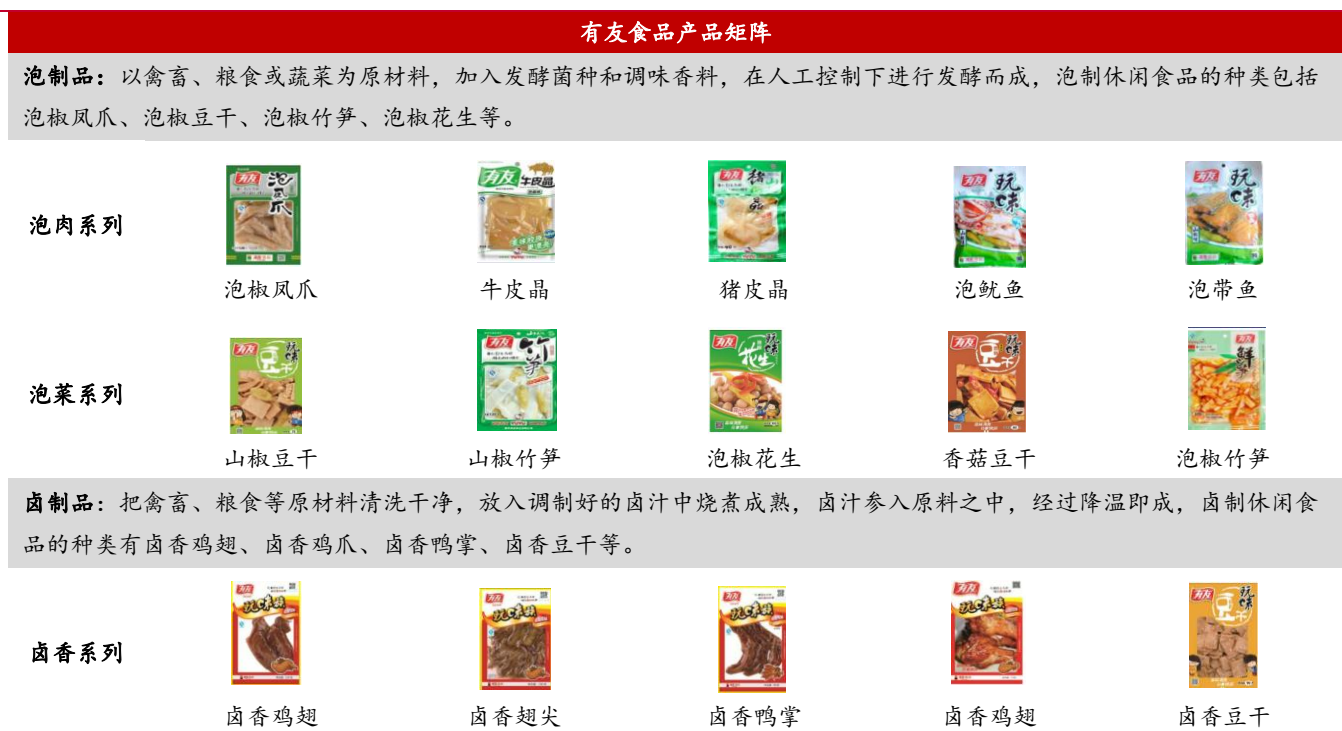 有友食品产品矩阵
泡制品：以禽畜、粮食或蔬菜为原材料，加入发酵菌种和调味香料，在人工控制下进行发酵而成，泡制休闲食品的种类包括
泡椒凤爪、泡椒豆干、泡椒竹笋、泡椒花生等。
泡肉系列
泡椒凤爪 牛皮晶 猪皮晶 泡鱿鱼 泡带鱼
泡菜系列
山椒豆干 山椒竹笋 泡椒花生 香菇豆干 泡椒竹笋
卤制品：把禽畜、粮食等原材料清洗干净，放入调制好的卤汁中烧煮成熟，卤汁参入原料之中，经过降温即成，卤制休闲食
品的种类有卤香鸡翅、卤香鸡爪、卤香鸭掌、卤香豆干等。
卤香系列
卤香鸡翅 卤香翅尖 卤香鸭掌 卤香鸡翅 卤香豆干